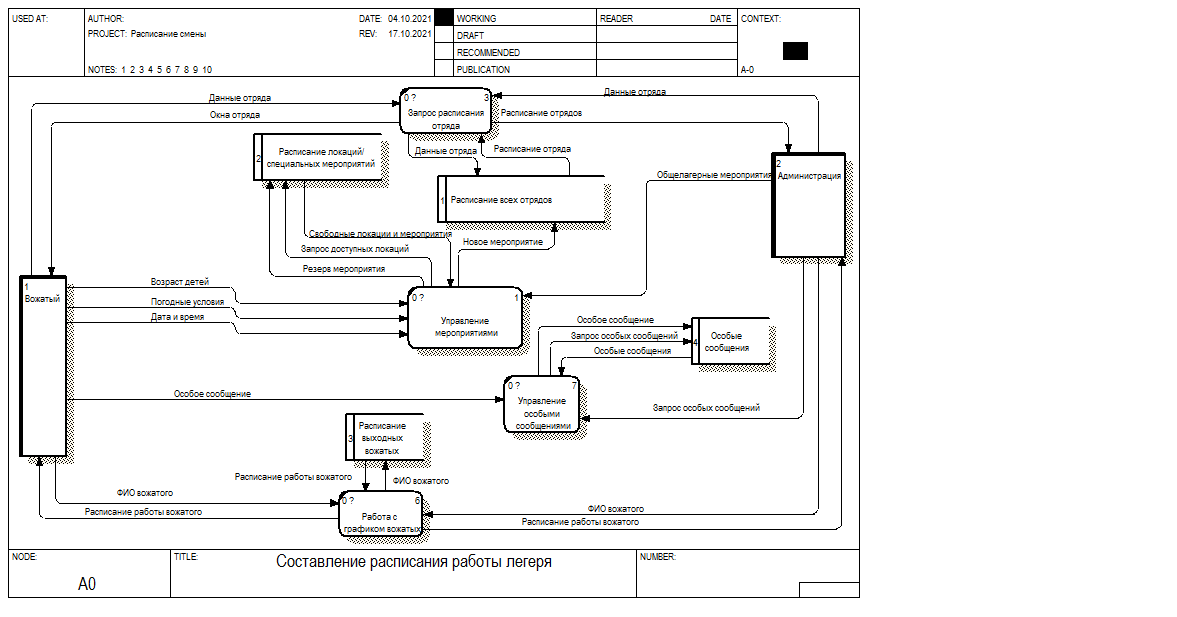 USED AT:
AUTHOR:
DATE: 04.10.2021
WORKING
READER
DATE
CONTEXT:
PROJECT: Расписание смены
REV: 17.10.2021
DRAFT
RECOMMENDED
NOTES: 1 2 3 4 5 6 7 8 9 10
PUBLICATION
A-0
Данные отряда
0 ?
3
Запрос расписания
отряда
Данные отряда
Окна отряда
Расписание отрядов
2
Расписание локаций/
специальных мероприятий
Данные отряда
Расписание отряда
2
Администрация
Общелагерные мероприятия
1
Расписание всех отрядов
Свободные локации и мероприятия
Новое мероприятие
Запрос доступных локаций
Резерв мероприятия
1
Вожатый
Возраст детей
Погодные условия
Дата и время
0 ?
1
Управление
мероприятиями
Особое сообщение
Запрос особых сообщений
Особые сообщения
4
Особые
сообщения
0 ?
7
Управление
особыми
сообщениями
Особое сообщение
Запрос особых сообщений
3
Расписание
выходных
вожатых
Расписание работы вожатого
ФИО вожатого
ФИО вожатого
Расписание работы вожатого
0 ?
6
Работа с
графиком вожатых
ФИО вожатого
Расписание работы вожатого
NODE:
A0
TITLE:
Составление расписания работы легеря
NUMBER: